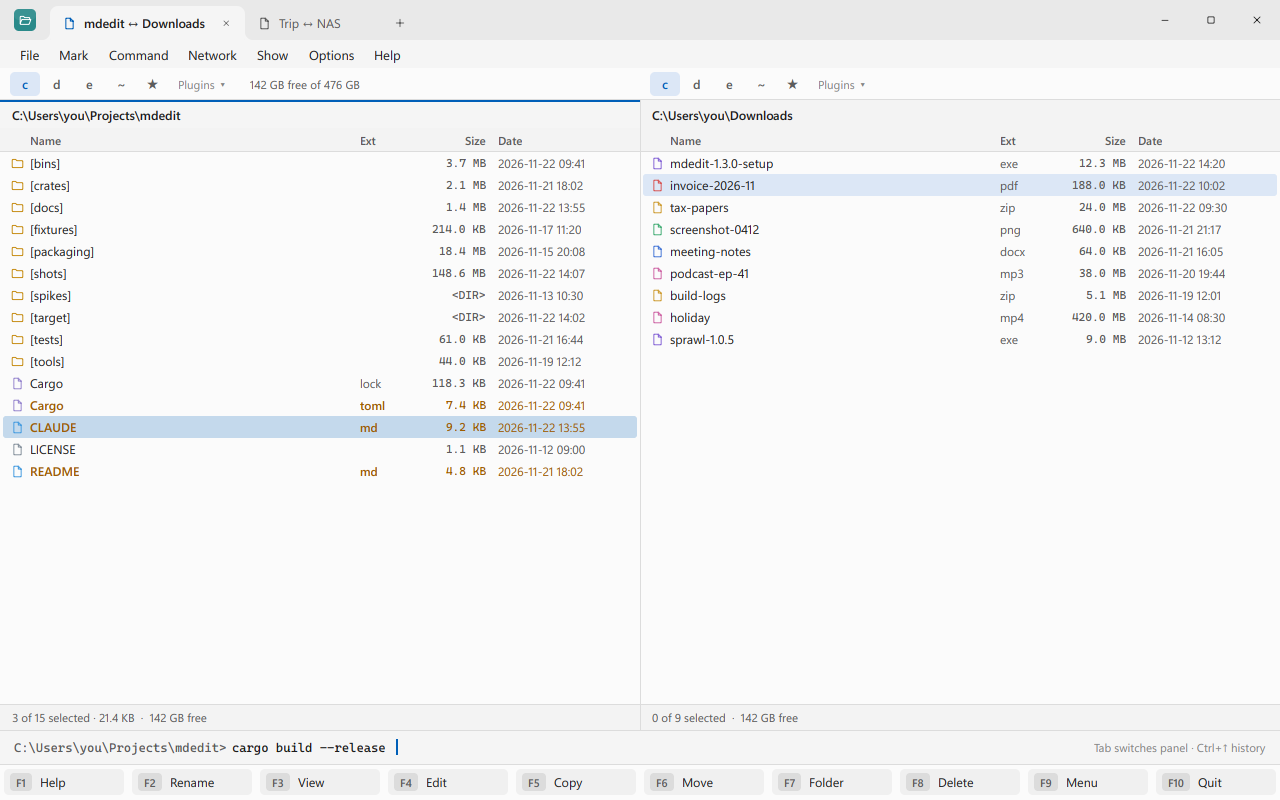 mdedit ↔ Downloads × Trip ↔ NAS +
File Mark Command Network Show Options Help
c d e ~ ★ Plugins ▾ 142 GB free of 476 GB
c d e ~ ★ Plugins ▾
C:\Users\you\Projects\mdedit
Name Ext Size Date
[bins] 3.7 MB 2026-11-22 09:41
[crates] 2.1 MB 2026-11-21 18:02
[docs] 1.4 MB 2026-11-22 13:55
[fixtures] 214.0 KB 2026-11-17 11:20
[packaging] 18.4 MB 2026-11-15 20:08
[shots] 148.6 MB 2026-11-22 14:07
[spikes] <DIR> 2026-11-13 10:30
[target] <DIR> 2026-11-22 14:02
[tests] 61.0 KB 2026-11-21 16:44
[tools] 44.0 KB 2026-11-19 12:12
Cargo lock 118.3 KB 2026-11-22 09:41
Cargo toml 7.4 KB 2026-11-22 09:41
CLAUDE md 9.2 KB 2026-11-22 13:55
LICENSE 1.1 KB 2026-11-12 09:00
README md 4.8 KB 2026-11-21 18:02
3 of 15 selected · 21.4 KB · 142 GB free
C:\Users\you\Downloads
Name Ext Size Date
mdedit-1.3.0-setup exe 12.3 MB 2026-11-22 14:20
invoice-2026-11 pdf 188.0 KB 2026-11-22 10:02
tax-papers zip 24.0 MB 2026-11-22 09:30
screenshot-0412 png 640.0 KB 2026-11-21 21:17
meeting-notes docx 64.0 KB 2026-11-21 16:05
podcast-ep-41 mp3 38.0 MB 2026-11-20 19:44
build-logs zip 5.1 MB 2026-11-19 12:01
holiday mp4 420.0 MB 2026-11-14 08:30
sprawl-1.0.5 exe 9.0 MB 2026-11-12 13:12
0 of 9 selected · 142 GB free
C:\Users\you\Projects\mdedit> cargo build --release
Tab switches panel · Ctrl+↑ history
F1 Help F2 Rename F3 View F4 Edit F5 Copy F6 Move F7 Folder F8 Delete F9 Menu F10 Quit